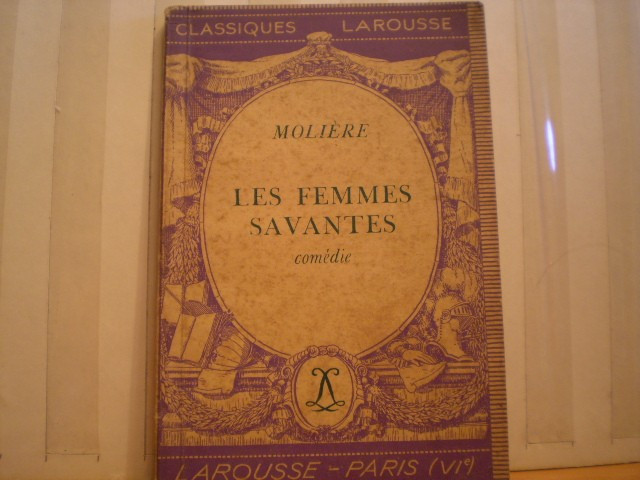 CLASSIQUES LAROUSSE
MOLIÈRE
LES FEMMES
SAVANTES
comédie
LAROUSSE - PARIS (VIe)